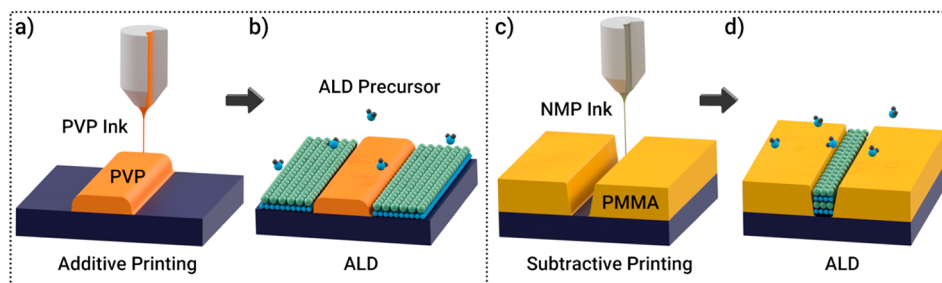 a)
b)
c)
d)
ALD Precursor
NMP Ink
PVP Ink
PVP
PMMA
Additive Printing
ALD
Subtractive Printing
ALD